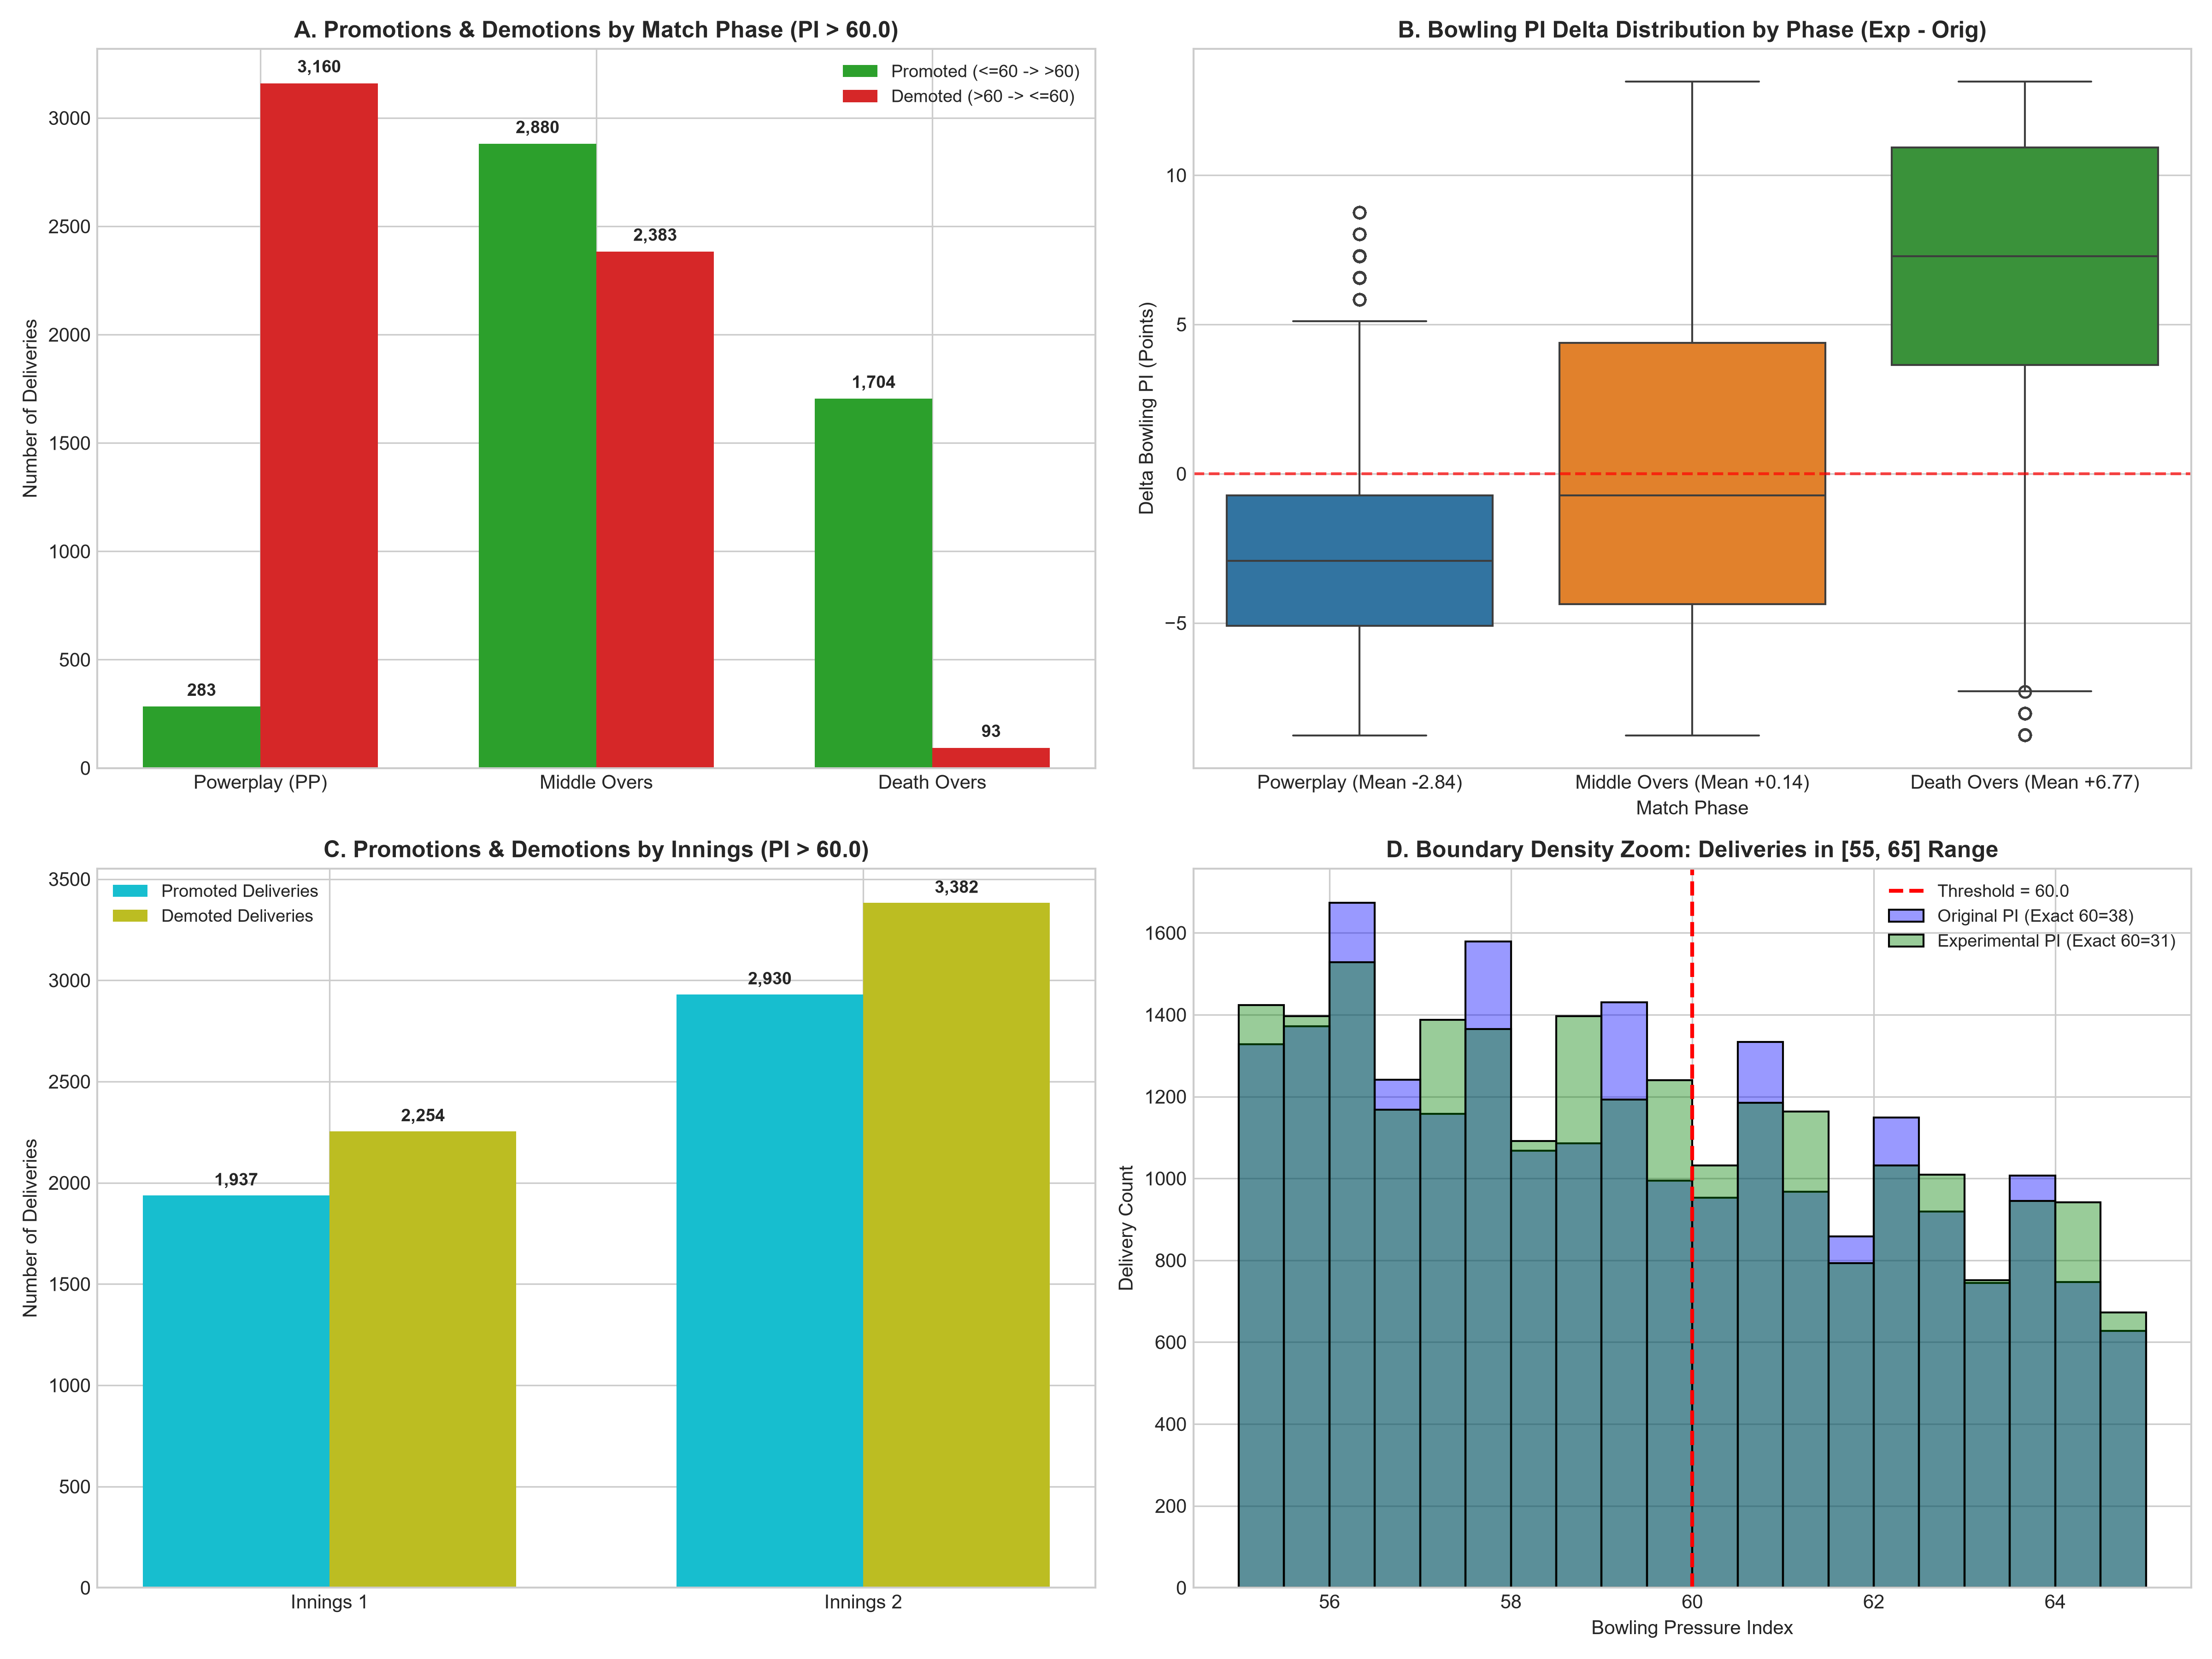 A. Promotions & Demotions by Match Phase (PI > 60.0)
Promoted (<=60 -> >60)
Demoted (>60 -> <=60)
Number of Deliveries
3000
2500
2000
1500
1000
500
0
283
3,160
2,880
2,383
1,704
93
Powerplay (PP)
Middle Overs
Death Overs
B. Bowling PI Delta Distribution by Phase (Exp - Orig)
Delta Bowling PI (Points)
10
5
0
−5
Powerplay (Mean -2.84)
Middle Overs (Mean +0.14)
Death Overs (Mean +6.77)
Match Phase
C. Promotions & Demotions by Innings (PI > 60.0)
Promoted Deliveries
Demoted Deliveries
Number of Deliveries
3500
3000
2500
2000
1500
1000
500
0
1,937
2,254
2,930
3,382
Innings 1
Innings 2
D. Boundary Density Zoom: Deliveries in [55, 65] Range
Threshold = 60.0
Original PI (Exact 60=38)
Experimental PI (Exact 60=31)
Delivery Count
1600
1400
1200
1000
800
600
400
200
0
56
58
60
62
64
Bowling Pressure Index